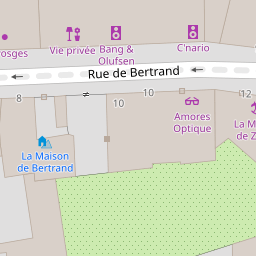 osges
Vie privée
Bang &
Olufsen
C'nario
Rue de Bertrand
8
10
10
12
Amores
Optique
La M
de Z
La Maison
de Bertrand